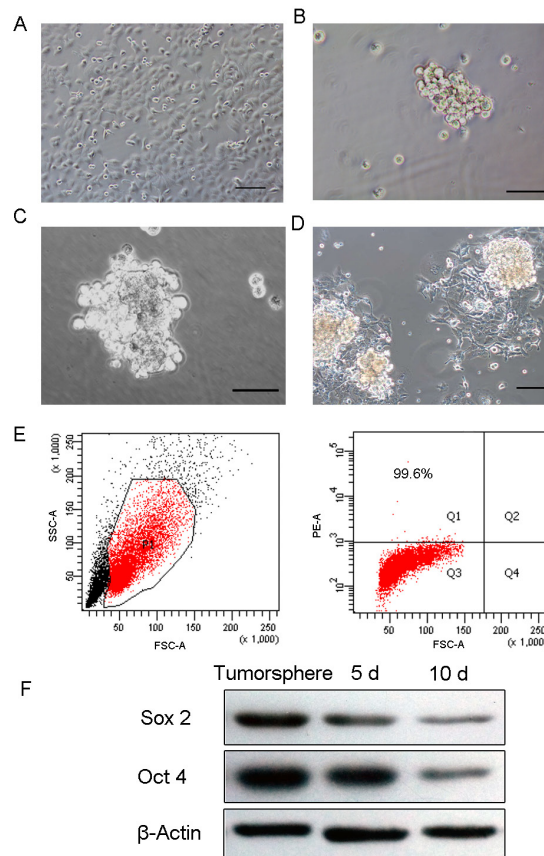 A
B
C
D
E
250
200
150
100
50
(x 1,000)
SSC-A
P1
50 100 150 200 250
(x 1,000)
FSC-A
99.6%
10^5
10^4
10^3
10^2
PE-A
Q1
Q2
Q3
Q4
50 100 150 200 250
(x 1,000)
FSC-A
F
Tumorsphere 5 d 10 d
Sox 2
Oct 4
β-Actin